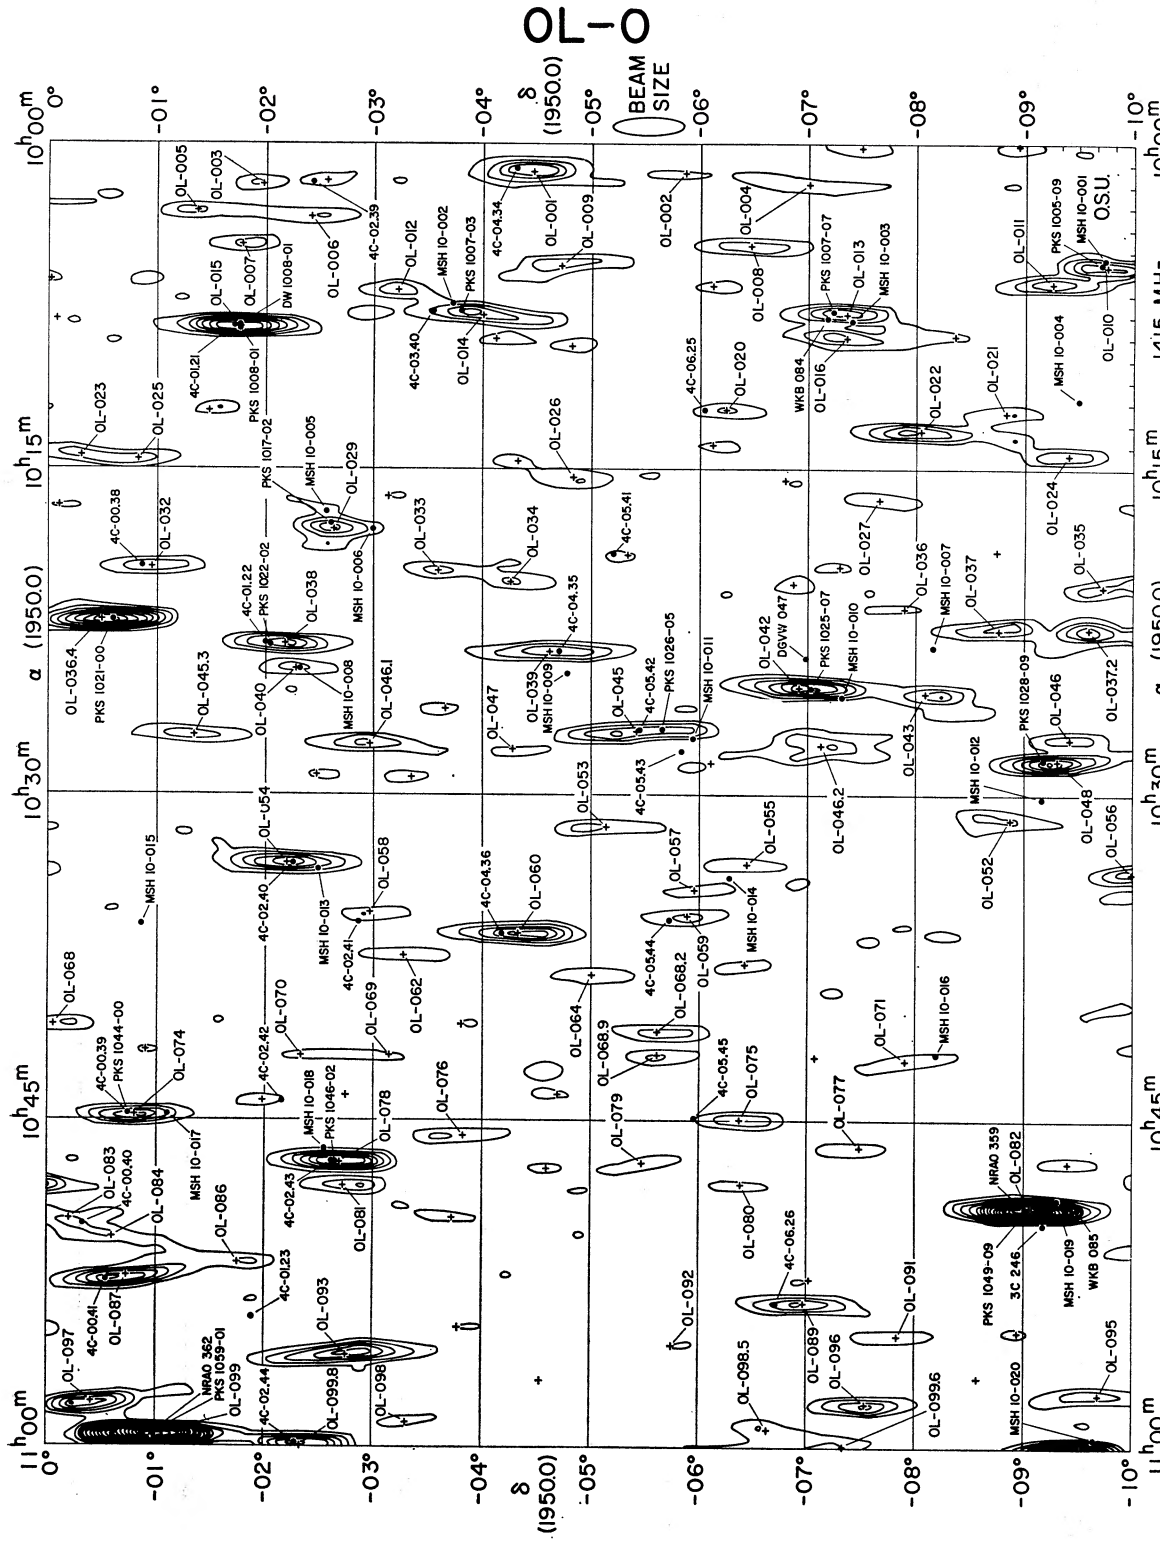 OL-O
10ʰ00ᵐ
0°
-01°
-02°
-03°
-04°
δ
(1950.0)
-05°
BEAM
SIZE
-06°
-07°
-08°
-09°
-10°
10ʰ00ᵐ
OL-005
OL-003
4C-02.39
OL-012
MSH 10-002
PKS 1007-03
4C-04.34
OL-001
OL-009
OL-002
OL-004
OL-008
PKS 1007-07
OL-013
MSH 10-003
OL-011
PKS 1005-09
MSH 10-001
O.S.U.
OL-015
OL-007
DW 1008-01
OL-006
4C-01.21
PKS 1008-01
4C-03.40
OL-014
4C-06.25
OL-020
WKB 084
OL-016
OL-022
OL-021
MSH 10-004
OL-010
1415 MHz
OL-023
OL-025
PKS 1017-02
MSH 10-005
OL-029
OL-026
10ʰ15ᵐ
10ʰ15ᵐ
4C-00.38
OL-032
MSH 10-006
OL-033
OL-034
4C-05.41
OL-027
OL-036
MSH 10-007
OL-037
OL-024
OL-035
α (1950.0)
α (1950.0)
OL-036.4
PKS 1021-00
4C-01.22
PKS 1022-02
OL-038
4C-04.35
OL-042
DGVW 047
PKS 1025-07
MSH 10-010
OL-045.3
OL-040
MSH 10-008
OL-046.1
OL-047
OL-039
MSH 10-009
OL-045
4C-05.42
PKS 1026-05
MSH 10-011
OL-043
PKS 1028-09
OL-046
OL-037.2
10ʰ30ᵐ
10ʰ30ᵐ
OL-054
OL-053
4C-05.43
OL-046.2
MSH 10-012
OL-048
OL-056
MSH 10-015
4C-02.40
MSH 10-013
OL-058
4C-02.41
4C-04.36
OL-060
OL-057
OL-055
OL-052
OL-068
OL-062
4C-05.44
OL-059
MSH 10-014
4C-00.39
PKS 1044-00
OL-074
4C-02.42
OL-070
OL-069
OL-064
OL-068.9
OL-068.2
OL-071
MSH 10-016
10ʰ45ᵐ
10ʰ45ᵐ
MSH 10-018
PKS 1046-02
OL-078
OL-076
4C-05.45
OL-075
OL-077
OL-079
OL-083
4C-00.40
OL-084
MSH 10-017
OL-086
4C-02.43
OL-081
OL-080
NRAO 359
OL-082
4C-00.41
OL-087
4C-01.23
OL-093
OL-092
4C-06.26
OL-091
PKS 1049-09
3C 246
MSH 10-019
WKB 085
OL-097
NRAO 362
PKS 1059-01
OL-099
4C-02.44
OL-099.8
OL-098
OL-098.5
OL-089
OL-096
OL-099.6
MSH 10-020
OL-095
11ʰ00ᵐ
11ʰ00ᵐ
0°
-01°
-02°
-03°
-04°
δ
(1950.0)
-05°
-06°
-07°
-08°
-09°
-10°